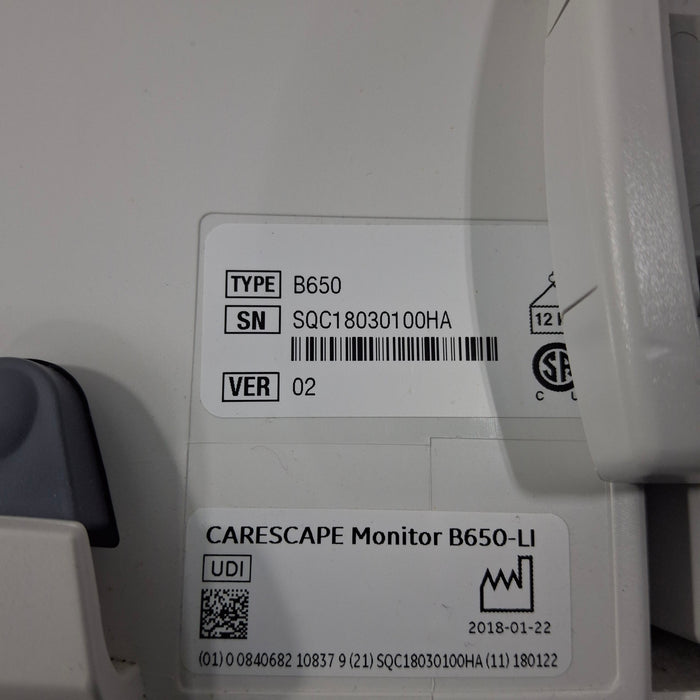 TYPE B650
SN SQC18030100HA
12
VER 02
C
CARESCAPE Monitor B650-LI
UDI
2018-01-22
(01) 0 0840682 10837 9 (21) SQC18030100HA (11) 180122